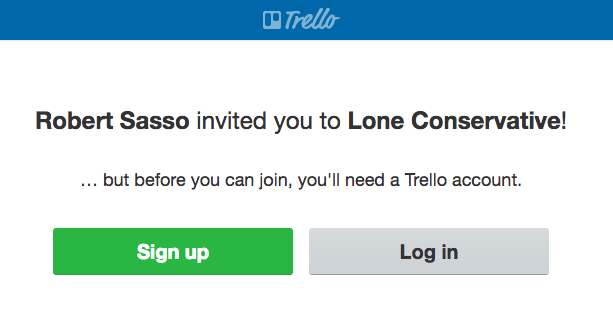 Trello
Robert Sasso invited you to Lone Conservative!
... but before you can join, you'll need a Trello account.
Sign up
Log in